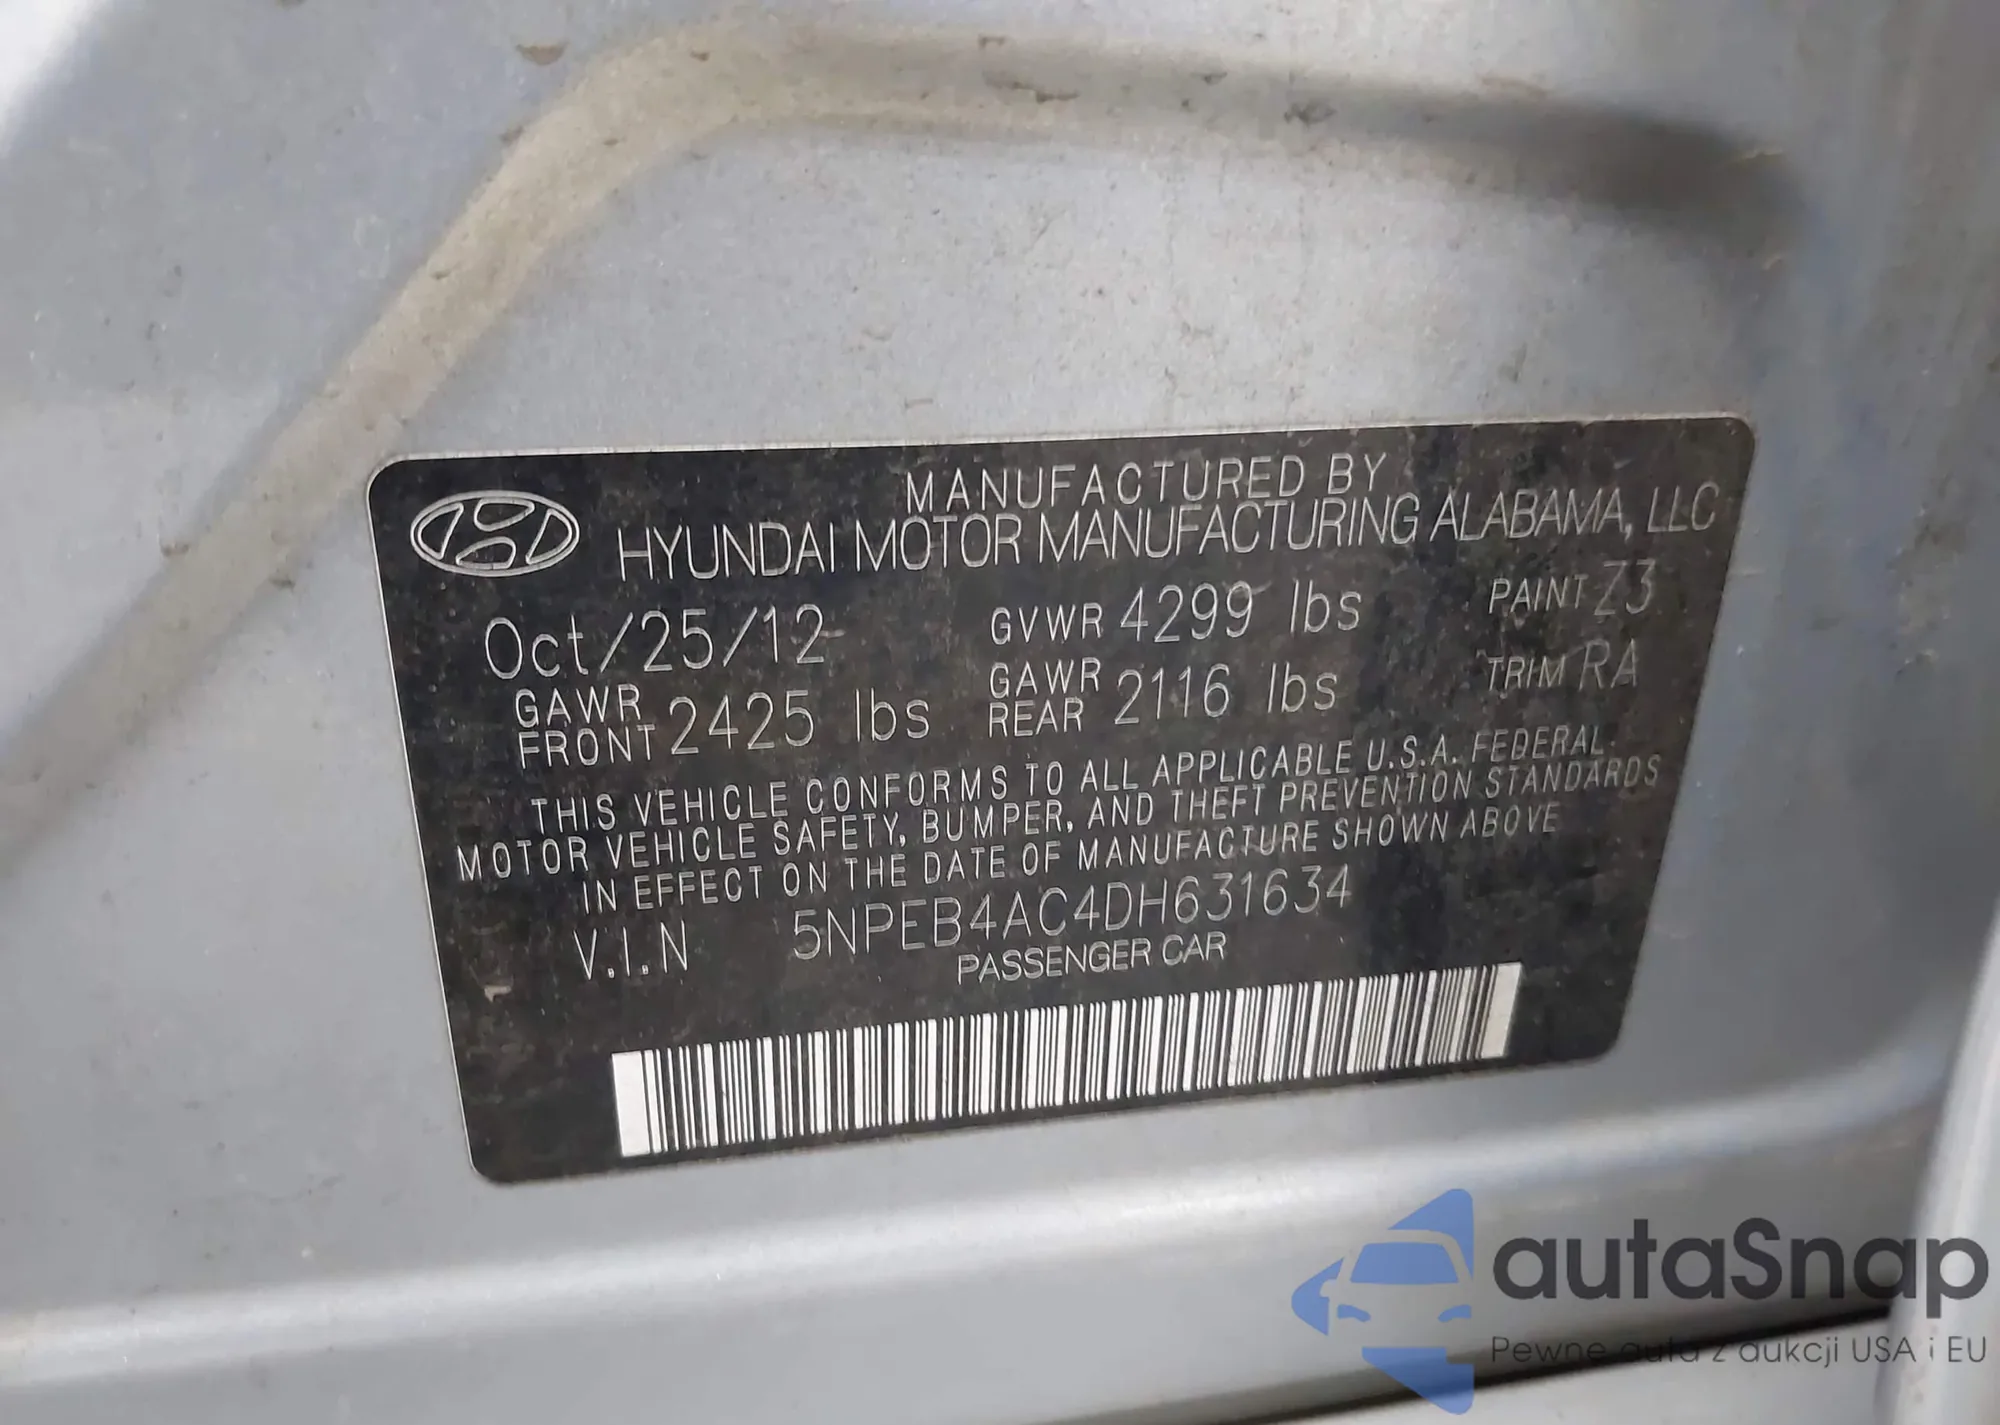 MANUFACTURED BY
HYUNDAI MOTOR MANUFACTURING ALABAMA, LLC
Oct/25/12 GVWR 4299 lbs PAINT Z3
GAWR FRONT 2425 lbs GAWR REAR 2116 lbs TRIM RA
THIS VEHICLE CONFORMS TO ALL APPLICABLE U.S.A. FEDERAL
MOTOR VEHICLE SAFETY, BUMPER, AND THEFT PREVENTION STANDARDS
IN EFFECT ON THE DATE OF MANUFACTURE SHOWN ABOVE
V.I.N 5NPEB4AC4DH631634
PASSENGER CAR
autaSnap
Pewne auta z aukcji USA i EU